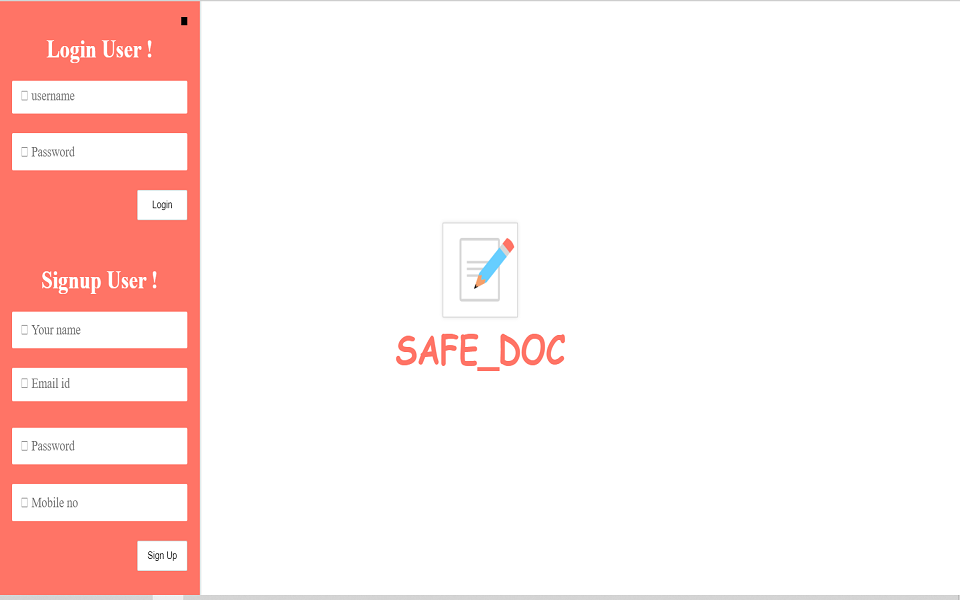 Login User !
username
Password
Login
Signup User !
Your name
Email id
Password
Mobile no
Sign Up
SAFE_DOC